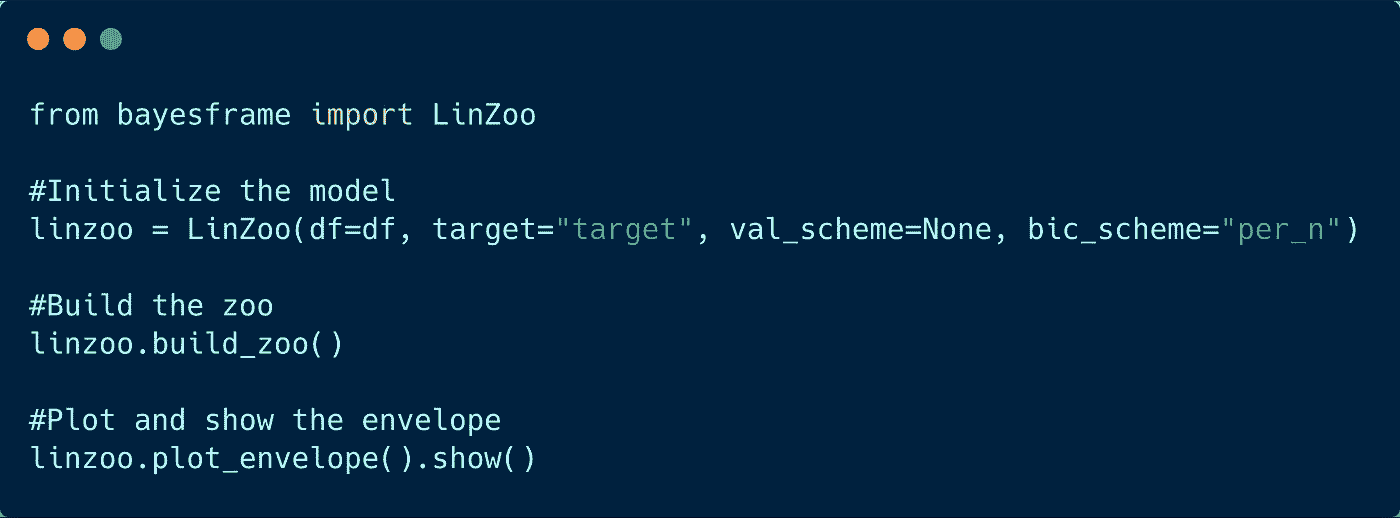 from bayesframe import LinZoo
#Initialize the model
linzoo = LinZoo(df=df, target="target", val_scheme=None, bic_scheme="per_n")
#Build the zoo
linzoo.build_zoo()
#Plot and show the envelope
linzoo.plot_envelope().show()